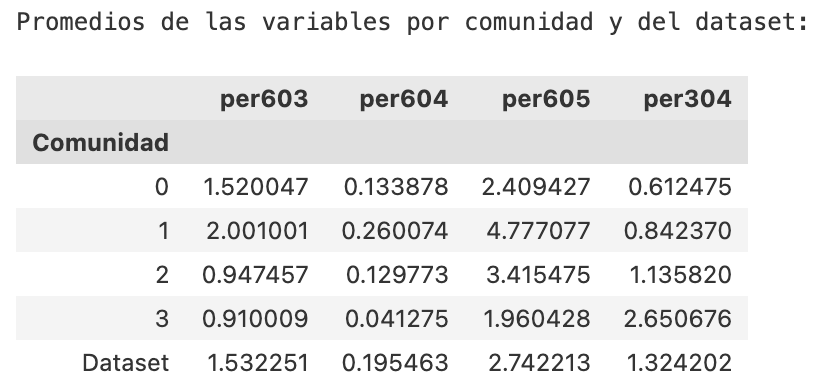 Promedios de las variables por comunidad y del dataset:
per603 per604 per605 per304
Comunidad
0 1.520047 0.133878 2.409427 0.612475
1 2.001001 0.260074 4.777077 0.842370
2 0.947457 0.129773 3.415475 1.135820
3 0.910009 0.041275 1.960428 2.650676
Dataset 1.532251 0.195463 2.742213 1.324202